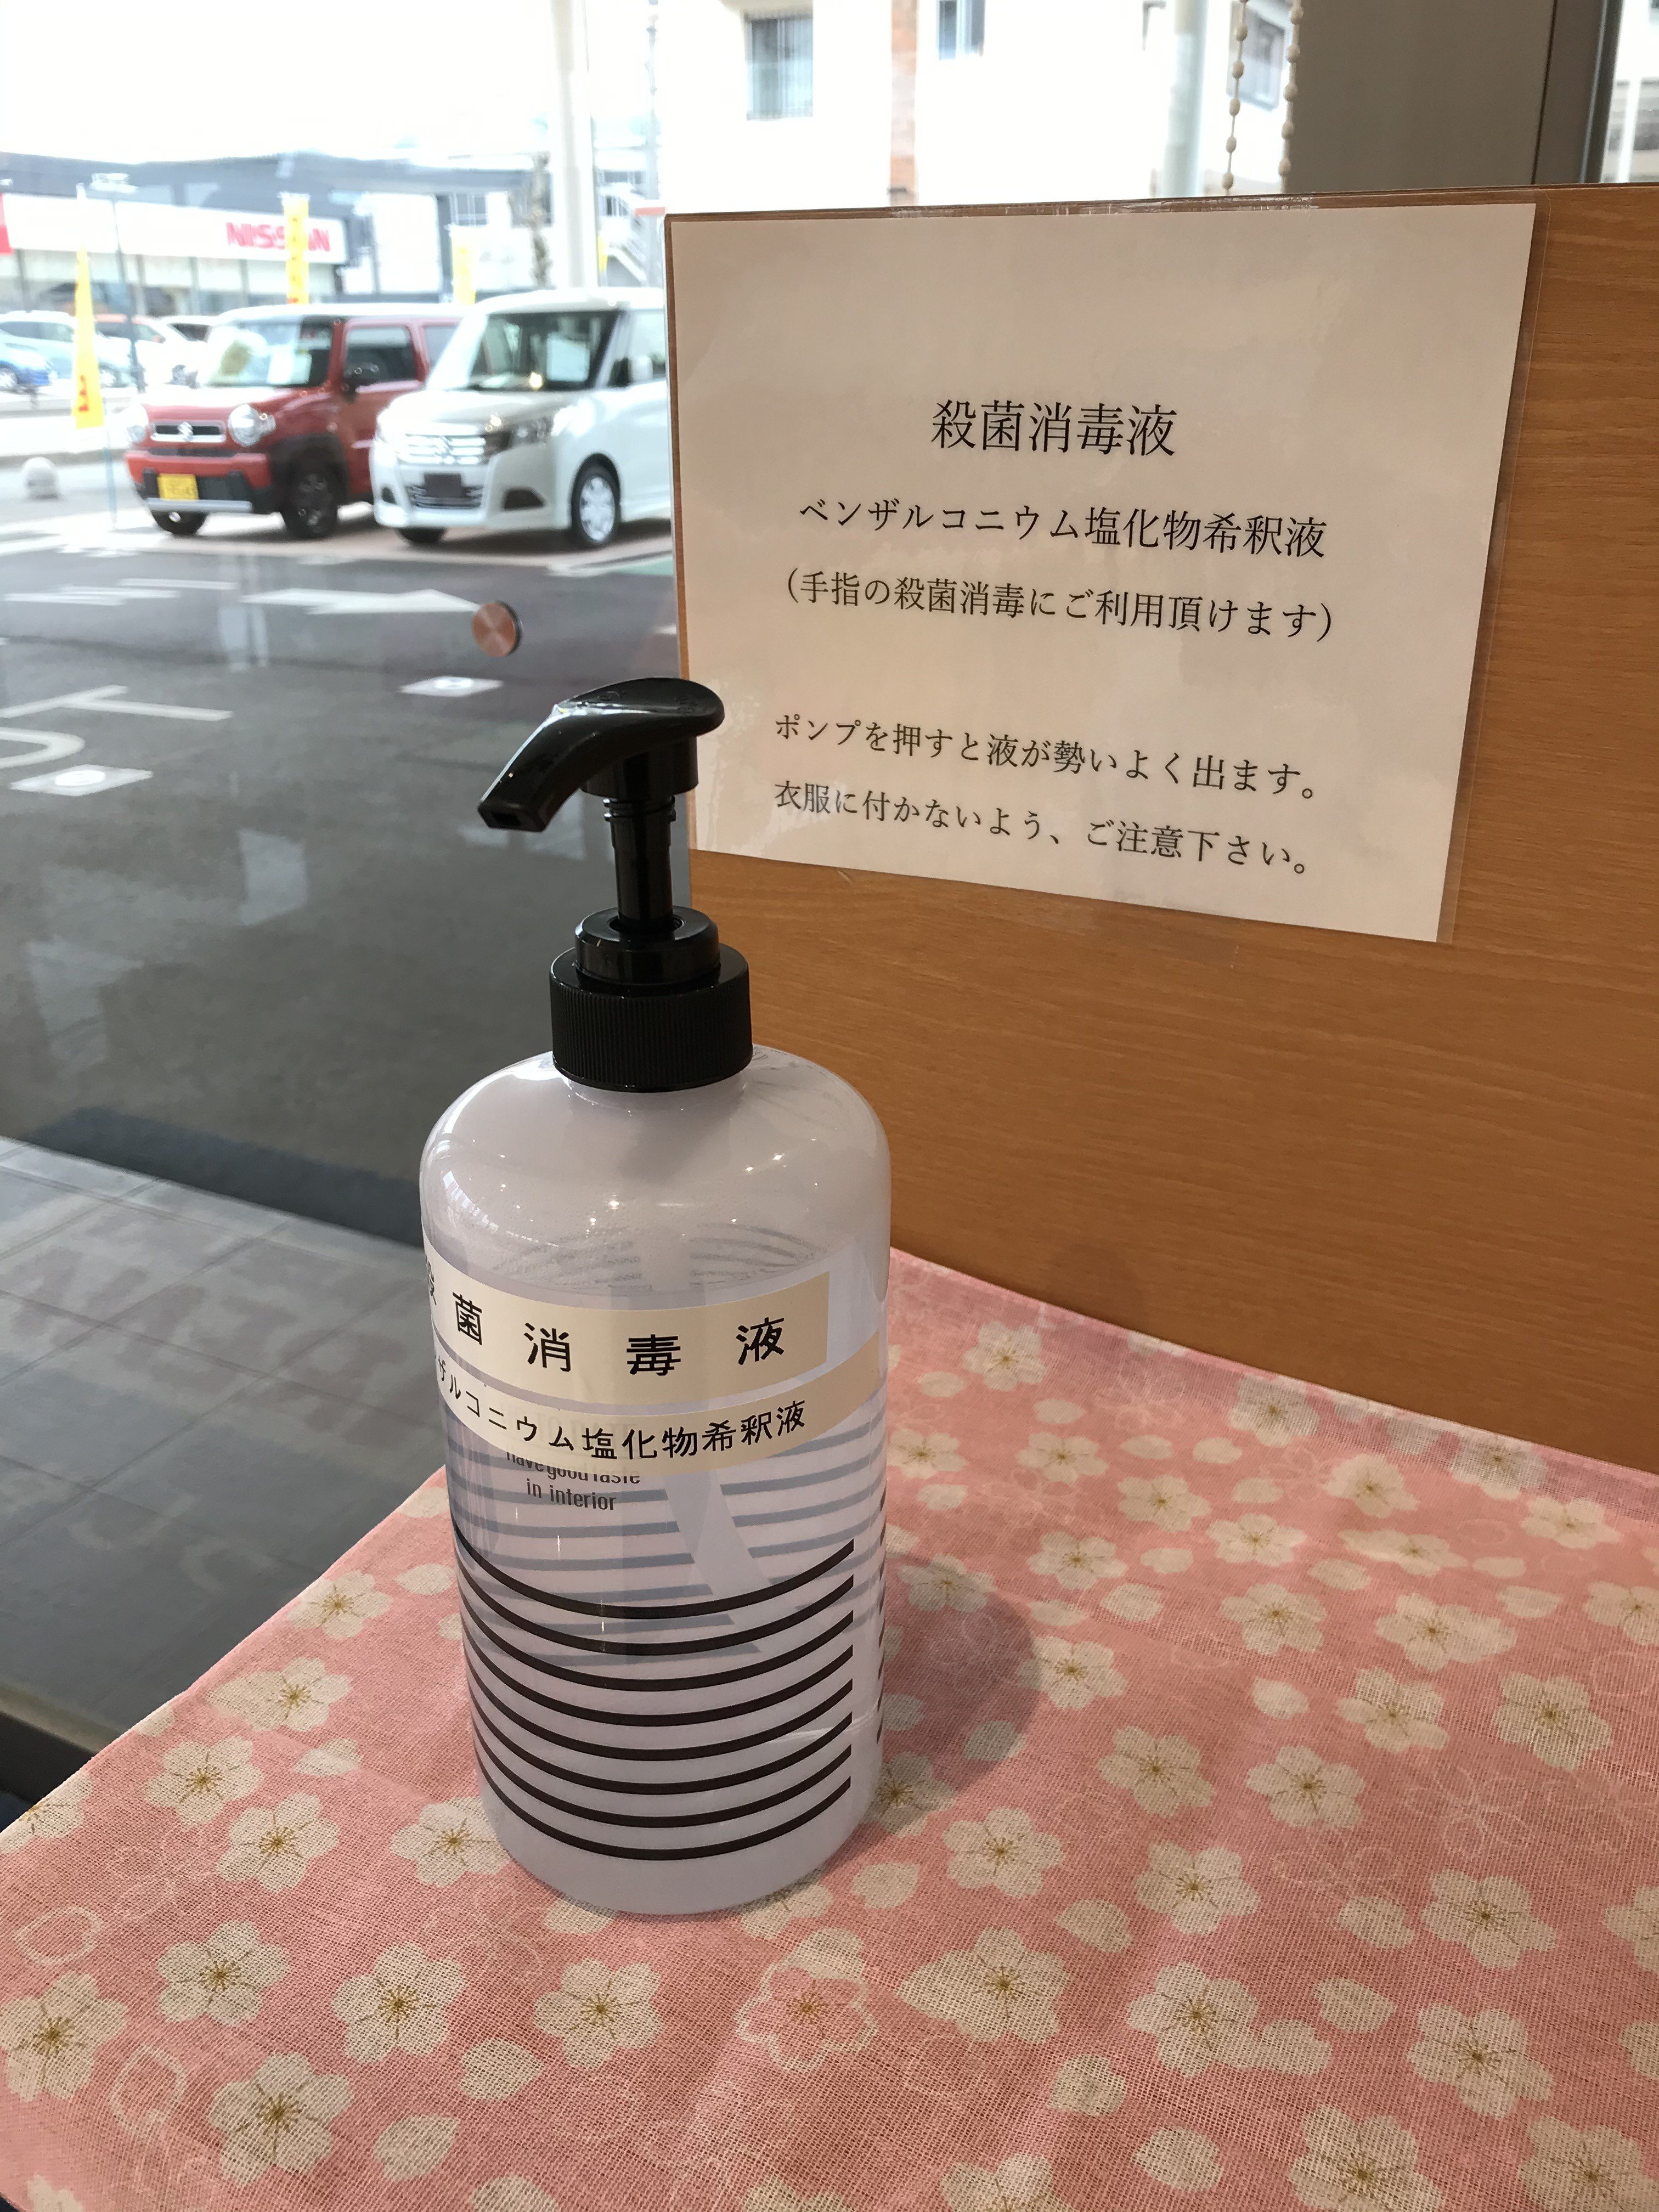 NISSAN
殺菌消毒液
ベンザルコニウム塩化物希釈液
(手指の殺菌消毒にご利用頂けます)
ポンプを押すと液が勢いよく出ます。
衣服に付かないよう、ご注意下さい。
殺菌消毒液
ザルコニウム塩化物希釈液
have good taste
in interior